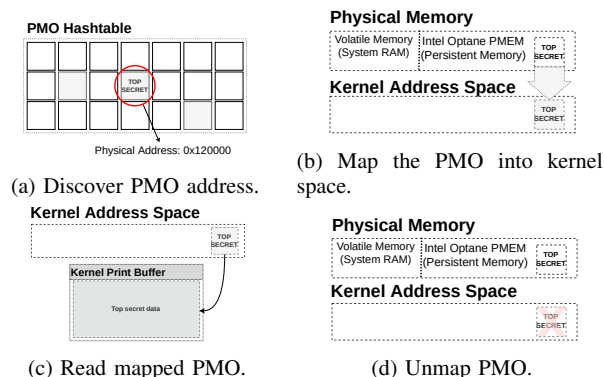 PMO Hashtable
TOP
SECRET
Physical Address: 0x120000
(a) Discover PMO address.
Physical Memory
Volatile Memory
(System RAM)
Intel Optane PMEM
(Persistent Memory)
TOP
SECRET
Kernel Address Space
TOP
SECRET
(b) Map the PMO into kernel
space.
Kernel Address Space
TOP
SECRET
Kernel Print Buffer
Top secret data
(c) Read mapped PMO.
Physical Memory
Volatile Memory
(System RAM)
Intel Optane PMEM
(Persistent Memory)
TOP
SECRET
Kernel Address Space
TOP
SECRET
(d) Unmap PMO.